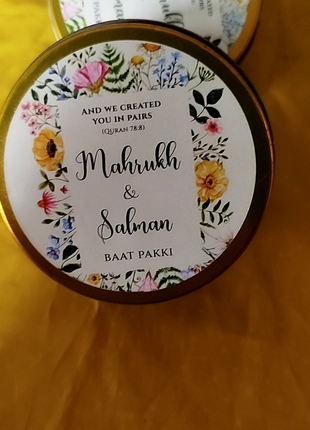 AND WE CREATED
YOU IN PAIRS
(QURAN 78:8)
Mahrukh
&
Salman
BAAT PAKKI